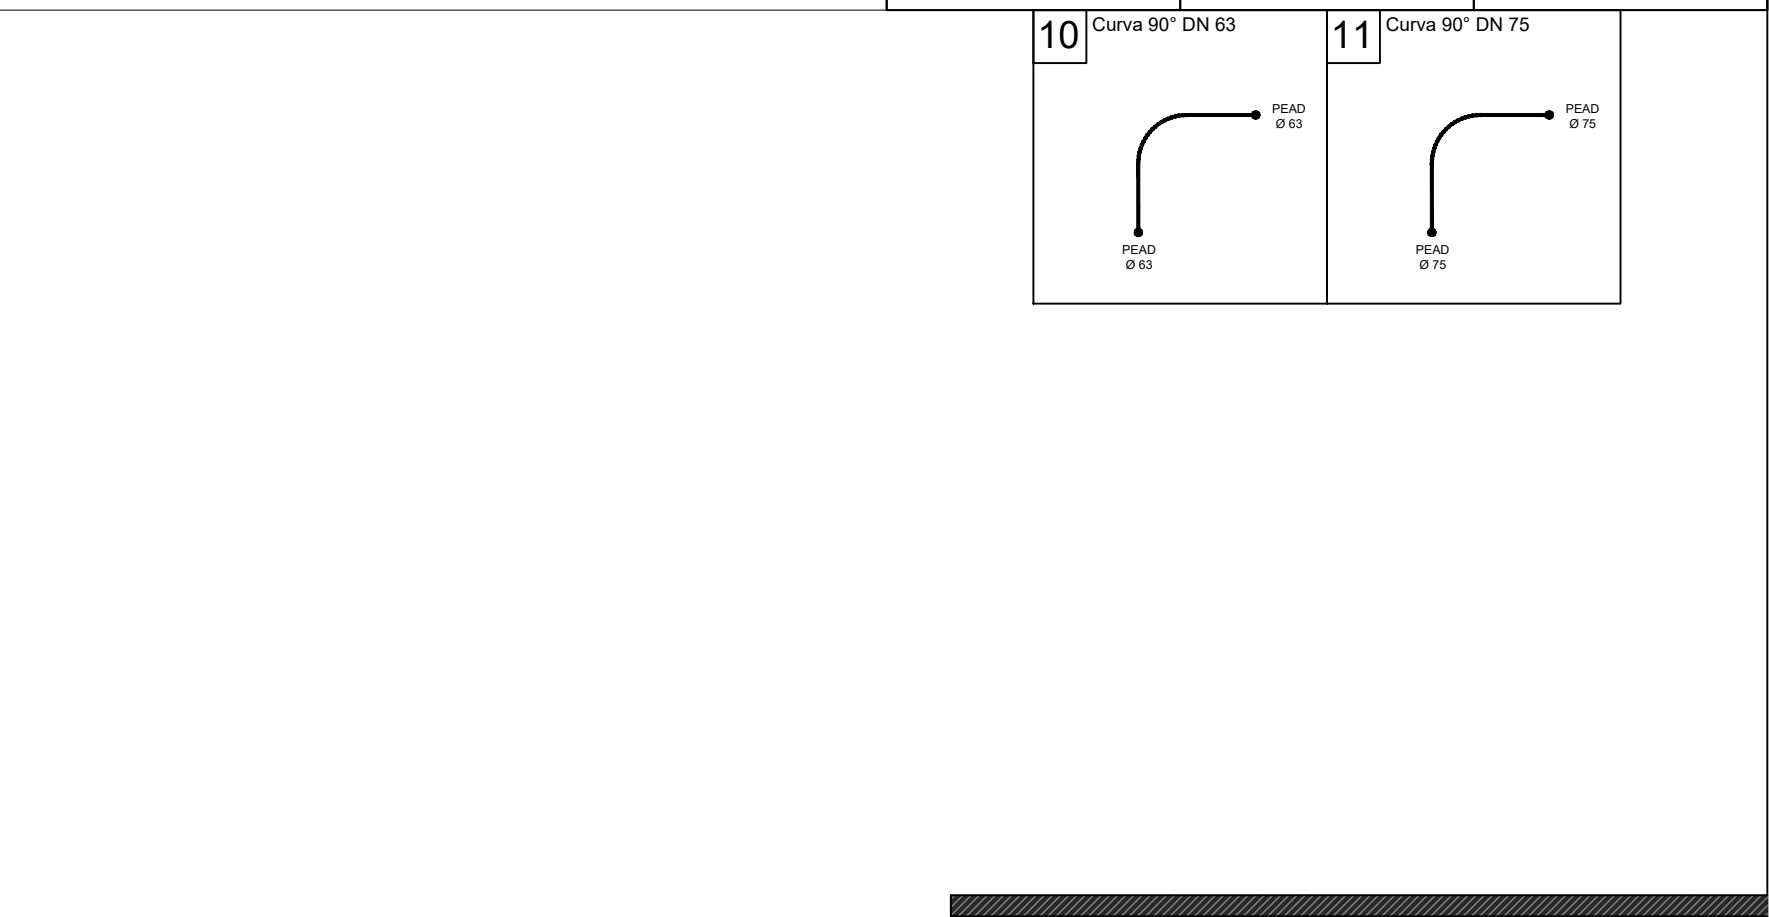 10
Curva 90° DN 63
PEAD
Ø 63
PEAD
Ø 63
11
Curva 90° DN 75
PEAD
Ø 75
PEAD
Ø 75